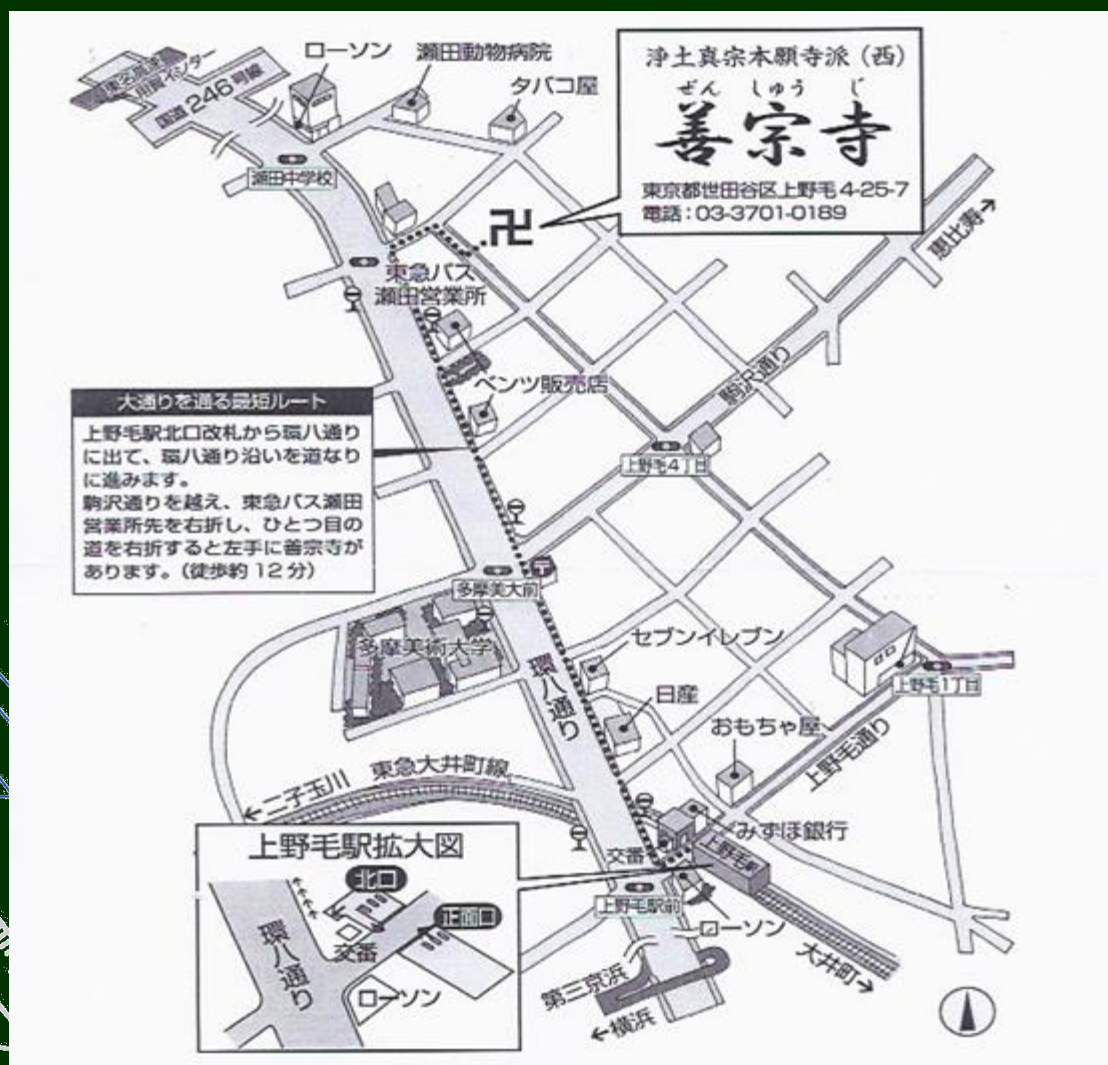 ローソン
瀬田動物病院
タバコ屋
国道246号線
瀬田中学校
浄土真宗本願寺派（西）
ぜん しゅう じ
善宗寺
東京都世田谷区上野毛4-25-7
電話：03-3701-0189
恵比寿→
東急バス
瀬田営業所
ベンツ販売店
駒沢通り
大通りを通る最短ルート
上野毛駅北口改札から環八通り
に出て、環八通り沿いを道なり
に進みます。
駒沢通りを越え、東急バス瀬田
営業所先を右折し、ひとつ目の
道を右折すると左手に善宗寺が
あります。（徒歩約12分）
上野毛4丁目
多摩美大前
多摩美術大学
セブンイレブン
環八通り
日産
上野毛1丁目
おもちゃ屋
上野毛通り
東急大井町線
←二子玉川
みずほ銀行
交番
上野毛駅
上野毛駅前
ローソン
大井町→
第三京浜
←横浜
上野毛駅拡大図
北口
正面口
交番
環八通り
ローソン